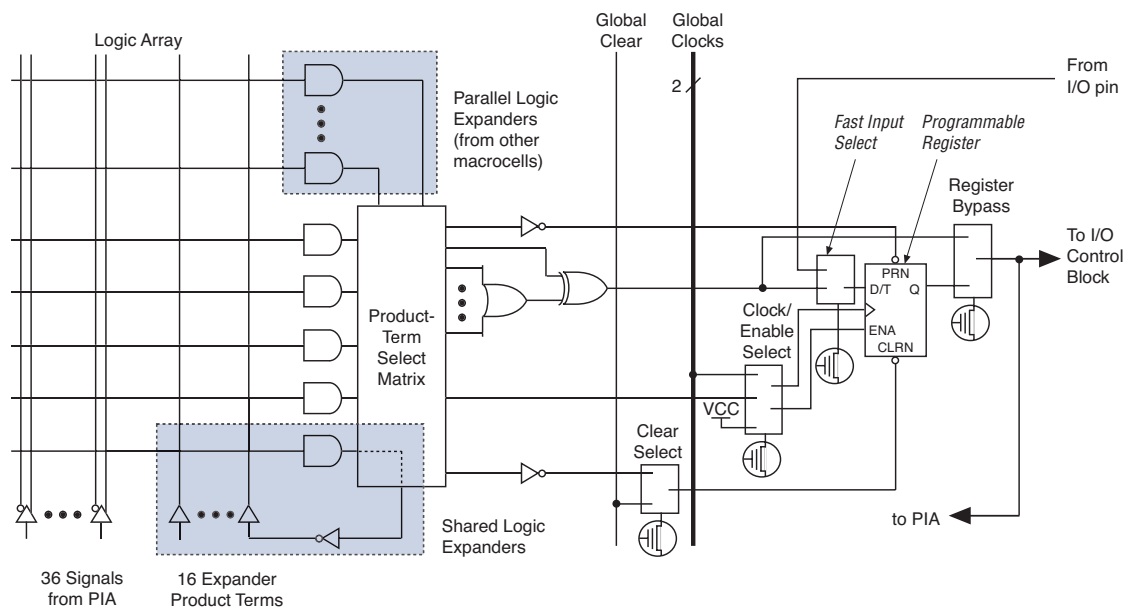 Logic Array
Global
Clear
Global
Clocks
2
From
I/O pin
Parallel Logic
Expanders
(from other
macrocells)
Fast Input
Select
Programmable
Register
Register
Bypass
To I/O
Control
Block
PRN
D/T
Q
ENA
CLRN
Product-
Term
Select
Matrix
Clock/
Enable
Select
VCC
Clear
Select
Shared Logic
Expanders
to PIA
36 Signals
from PIA
16 Expander
Product Terms